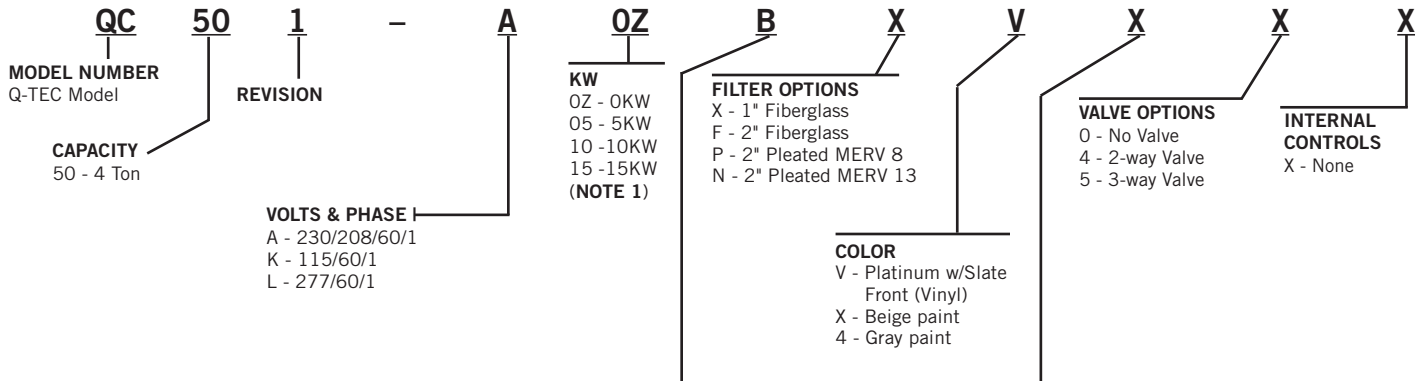 QC 50 1 – A 0Z B X V X X X
MODEL NUMBER
Q-TEC Model
REVISION
CAPACITY
50 - 4 Ton
VOLTS & PHASE
A - 230/208/60/1
K - 115/60/1
L - 277/60/1
KW
0Z - 0KW
05 - 5KW
10 -10KW
15 -15KW
(NOTE 1)
FILTER OPTIONS
X - 1" Fiberglass
F - 2" Fiberglass
P - 2" Pleated MERV 8
N - 2" Pleated MERV 13
COLOR
V - Platinum w/Slate
Front (Vinyl)
X - Beige paint
4 - Gray paint
VALVE OPTIONS
0 - No Valve
4 - 2-way Valve
5 - 3-way Valve
INTERNAL
CONTROLS
X - None